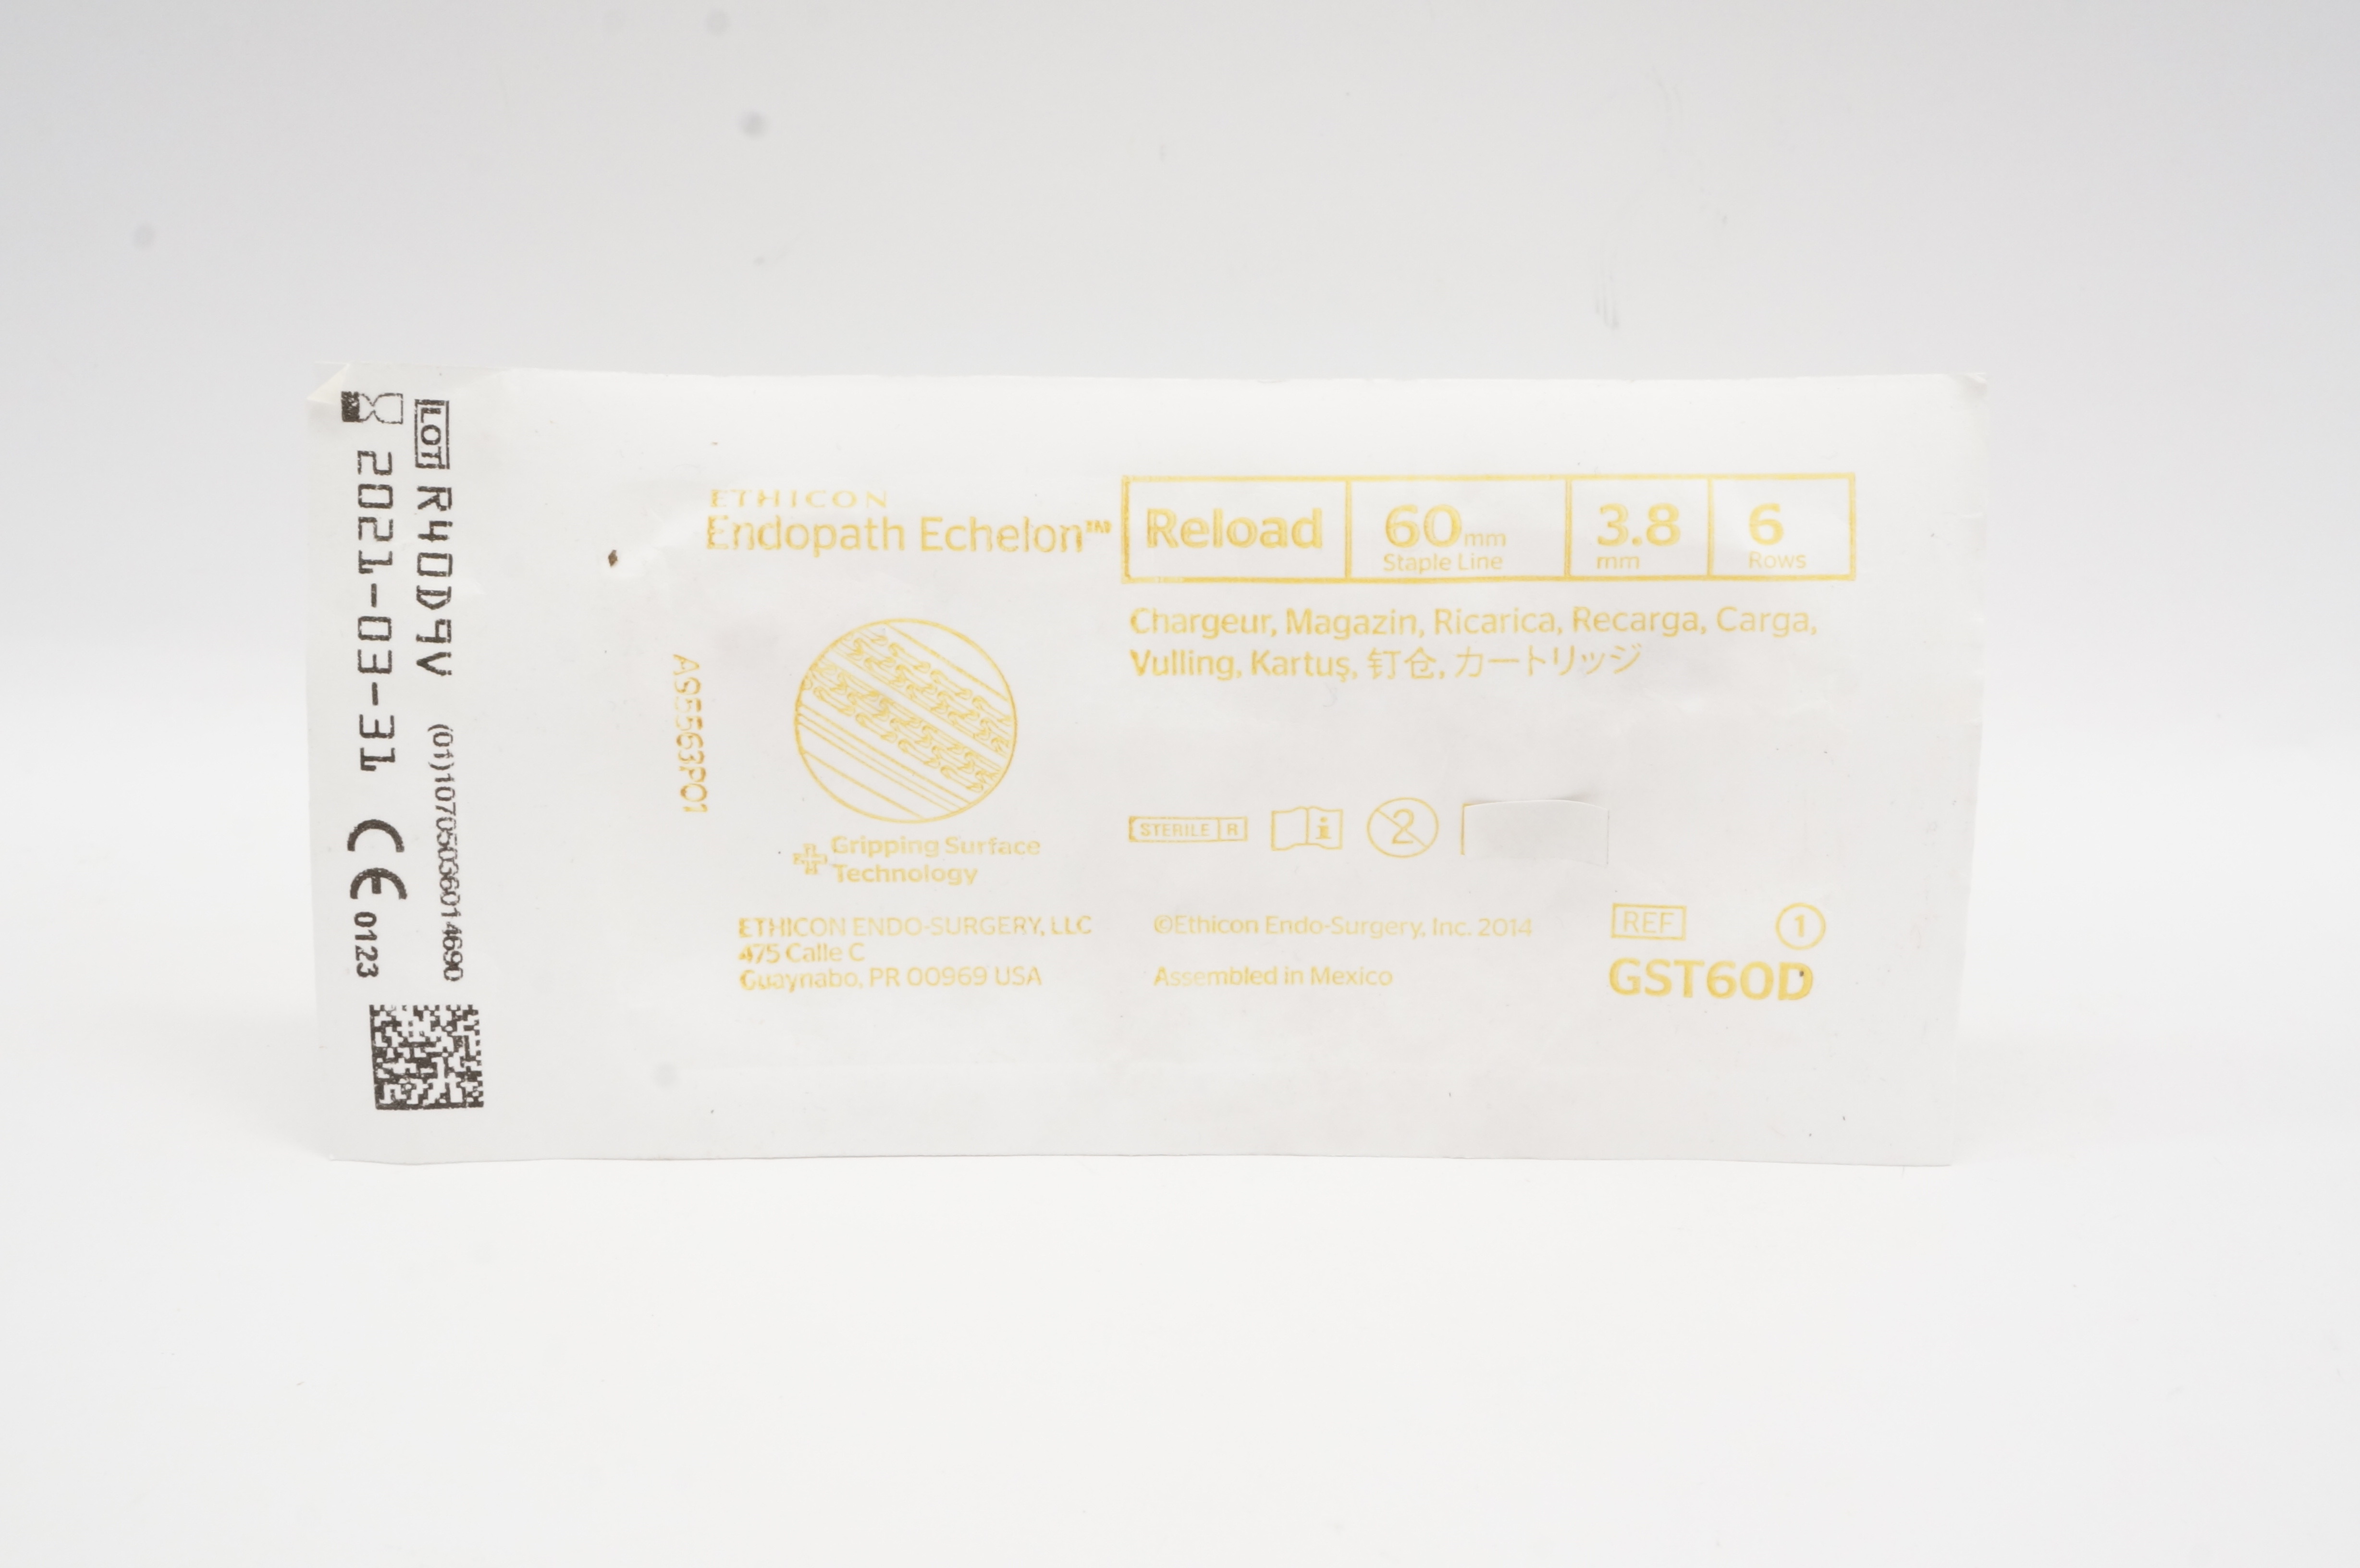 LOT R40D9V (01)10705036014690
2021-03-31 CE 0123
AS5563P01
ETHICON
Endopath Echelon™
Reload
60 mm
Staple Line
3.8
mm
6
Rows
Chargeur, Magazin, Ricarica, Recarga, Carga,
Vulling, Kartuş, 钉仓, カートリッジ
Gripping Surface
Technology
STERILE R
2
ETHICON ENDO-SURGERY, LLC
475 Calle C
Guaynabo, PR 00969 USA
©Ethicon Endo-Surgery, Inc. 2014
Assembled in Mexico
REF 1
GST60D